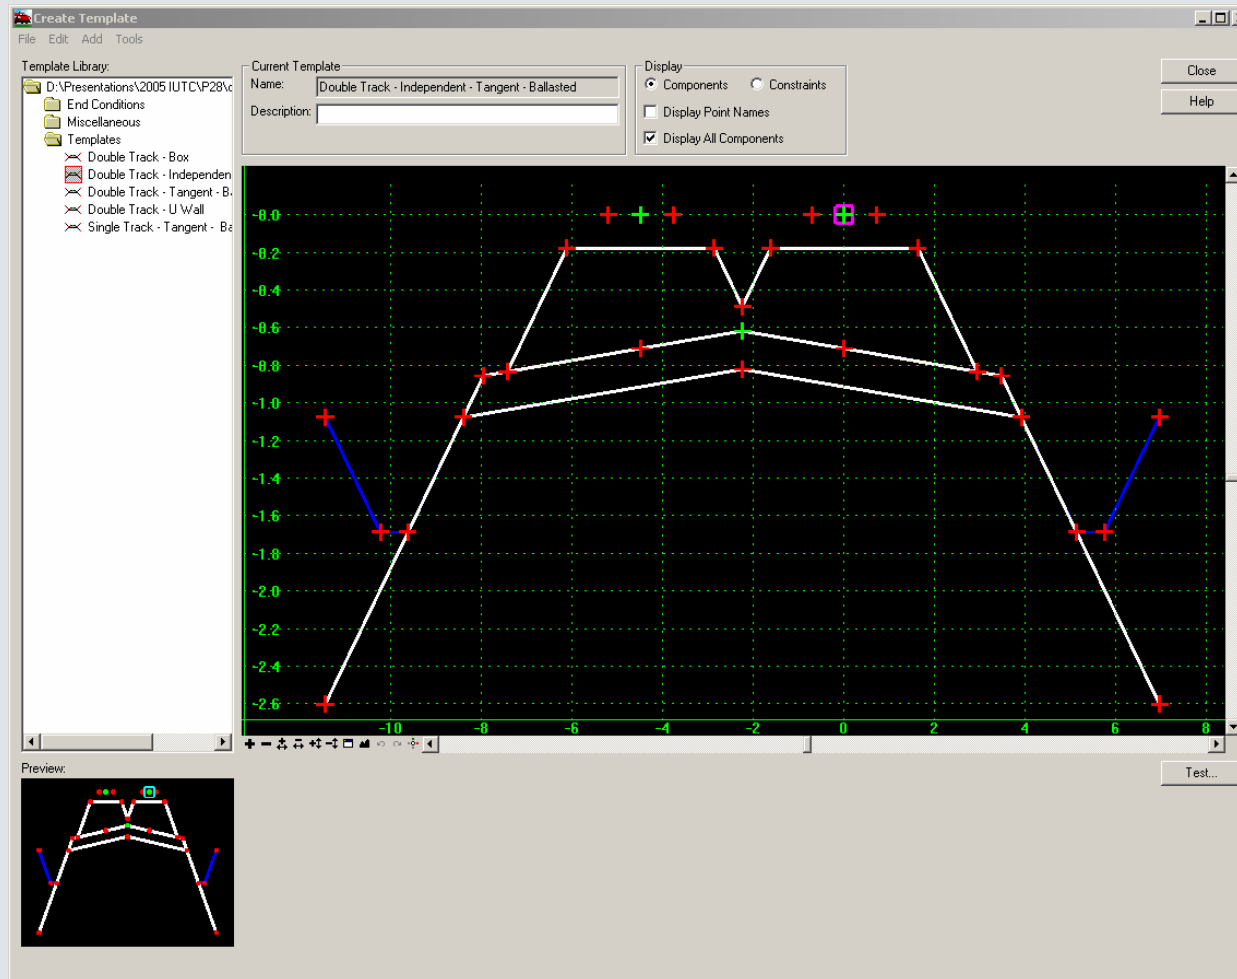 Create Template
File Edit Add Tools
Template Library:
D:\Presentations\2005 IUTC\P28\c
End Conditions
Miscellaneous
Templates
Double Track - Box
Double Track - Independen
Double Track - Tangent - B
Double Track - U Wall
Single Track - Tangent - Ba
Current Template
Name: Double Track - Independent - Tangent - Ballasted
Description:
Display
Components Constraints
Display Point Names
Display All Components
Close
Help
-0.0
-0.2
-0.4
-0.6
-0.8
-1.0
-1.2
-1.4
-1.6
-1.8
-2.0
-2.2
-2.4
-2.6
-10 -8 -6 -4 -2 0 2 4 6 8
Preview:
Test...